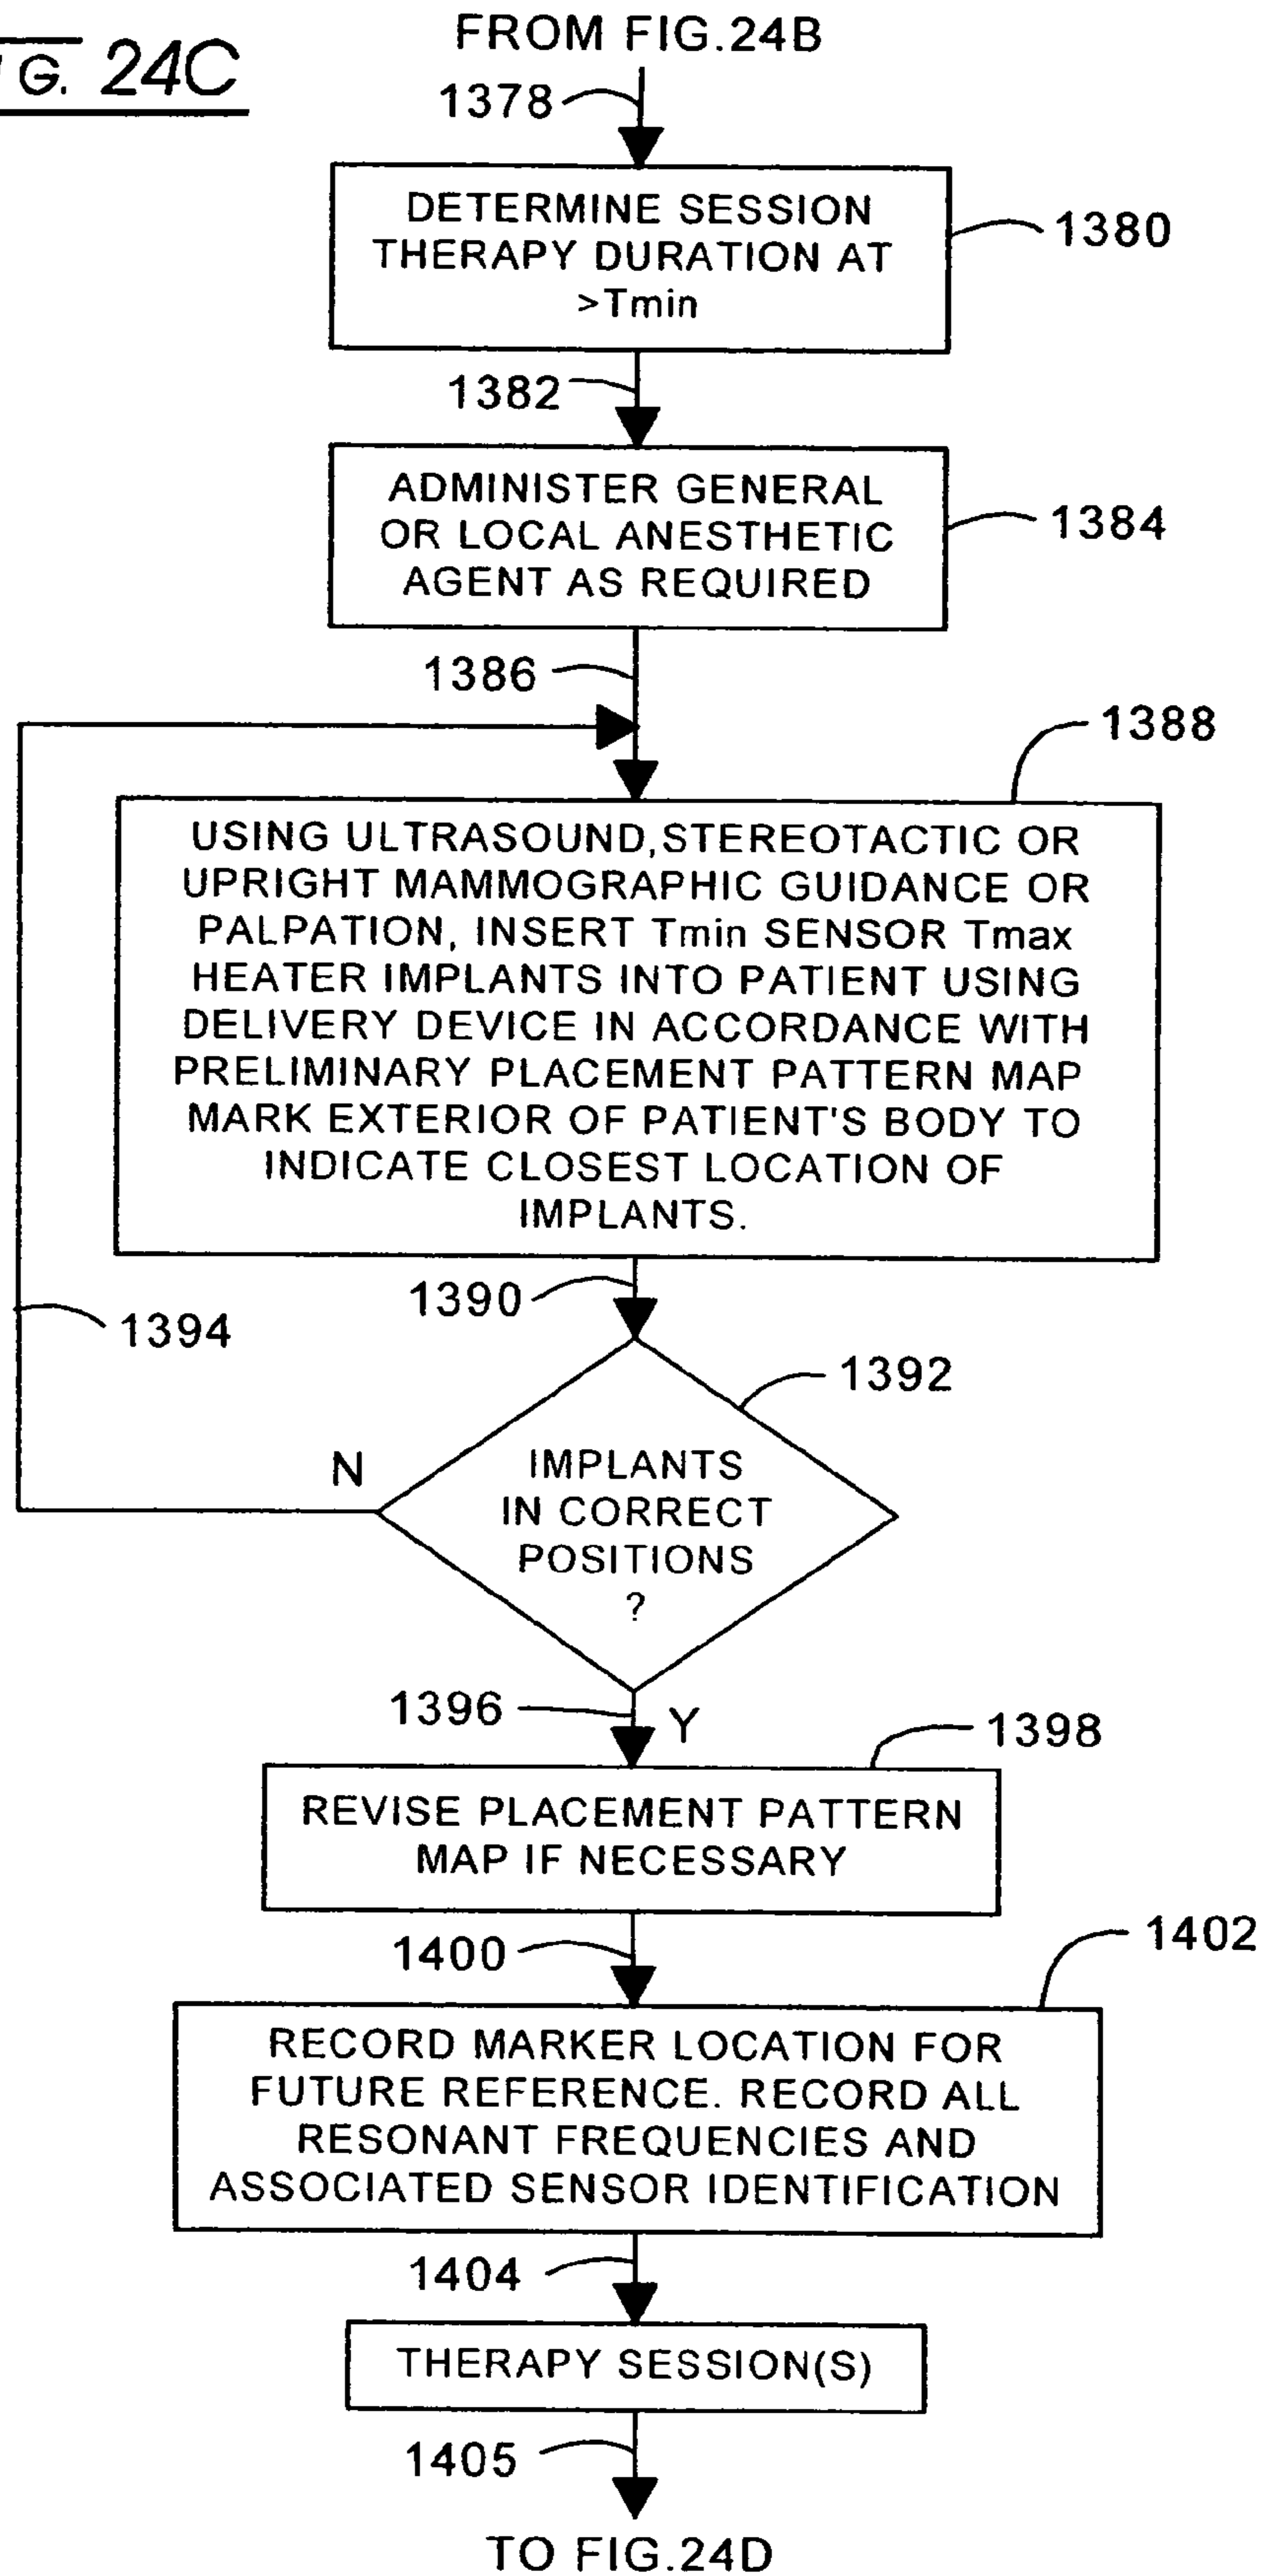 G. 24C
FROM FIG.24B
1378
DETERMINE SESSION
THERAPY DURATION AT
>Tmin
1380
1382
ADMINISTER GENERAL
OR LOCAL ANESTHETIC
AGENT AS REQUIRED
1384
1386
1388
USING ULTRASOUND,STEREOTACTIC OR
UPRIGHT MAMMOGRAPHIC GUIDANCE OR
PALPATION, INSERT Tmin SENSOR Tmax
HEATER IMPLANTS INTO PATIENT USING
DELIVERY DEVICE IN ACCORDANCE WITH
PRELIMINARY PLACEMENT PATTERN MAP
MARK EXTERIOR OF PATIENT'S BODY TO
INDICATE CLOSEST LOCATION OF
IMPLANTS.
1390
1394
1392
N
IMPLANTS
IN CORRECT
POSITIONS
?
1396
Y
1398
REVISE PLACEMENT PATTERN
MAP IF NECESSARY
1400
1402
RECORD MARKER LOCATION FOR
FUTURE REFERENCE. RECORD ALL
RESONANT FREQUENCIES AND
ASSOCIATED SENSOR IDENTIFICATION
1404
THERAPY SESSION(S)
1405
TO FIG.24D